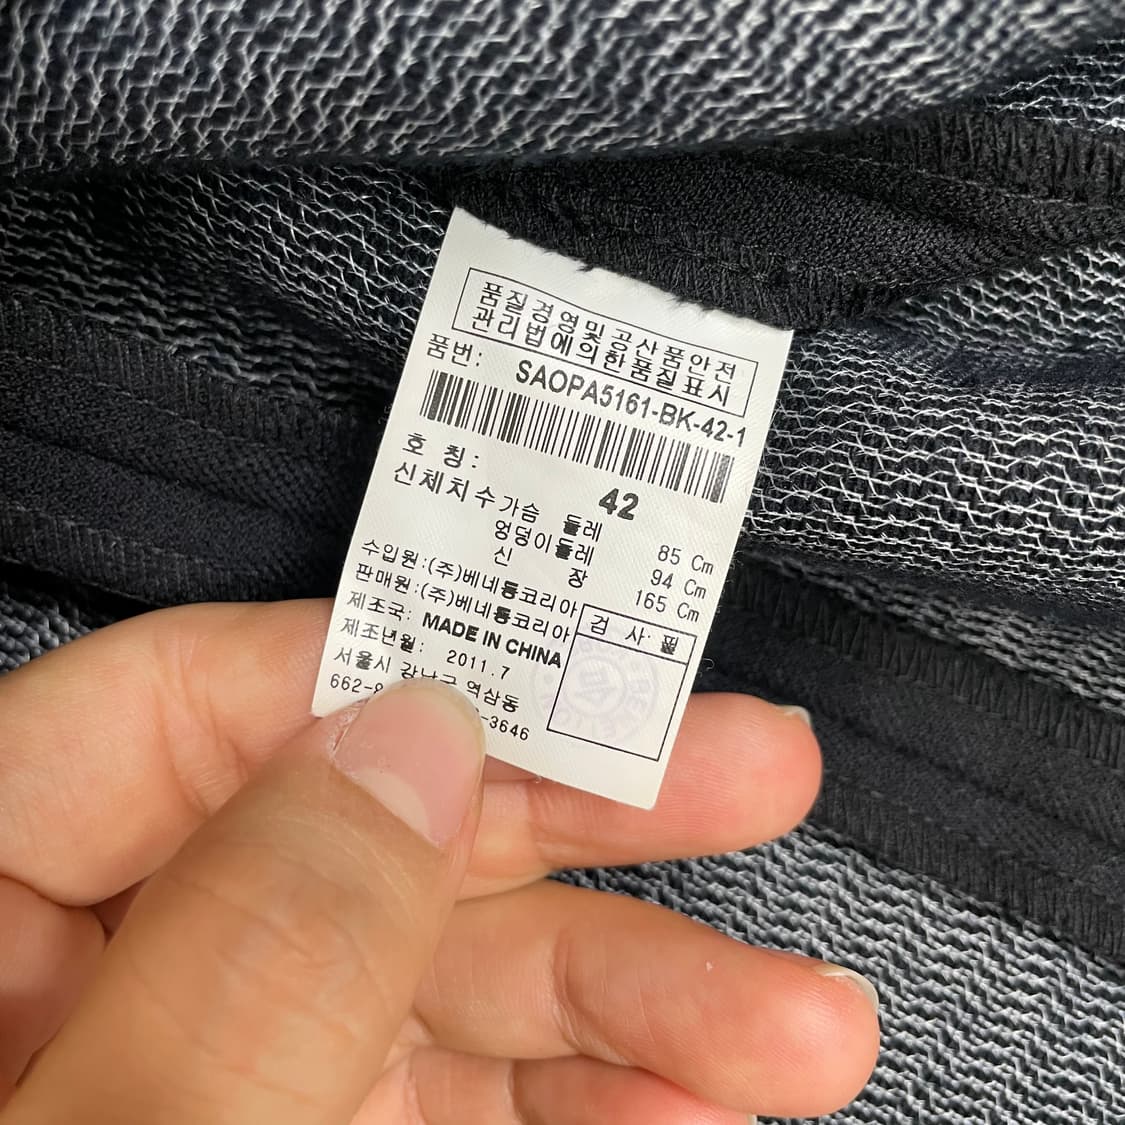 품질경영및공산품안전
관리법에의한품질표시
품번: SAOPA5161-BK-42-1
호 칭: 42
신체치수 가슴 둘레 85 Cm
엉덩이둘레 94 Cm
신 장 165 Cm
수입원:(주)베네통코리아
판매원:(주)베네통코리아
제조국: MADE IN CHINA
제조년월: 2011.7
서울시 강남구 역삼동
662-
-3646
검 사 필